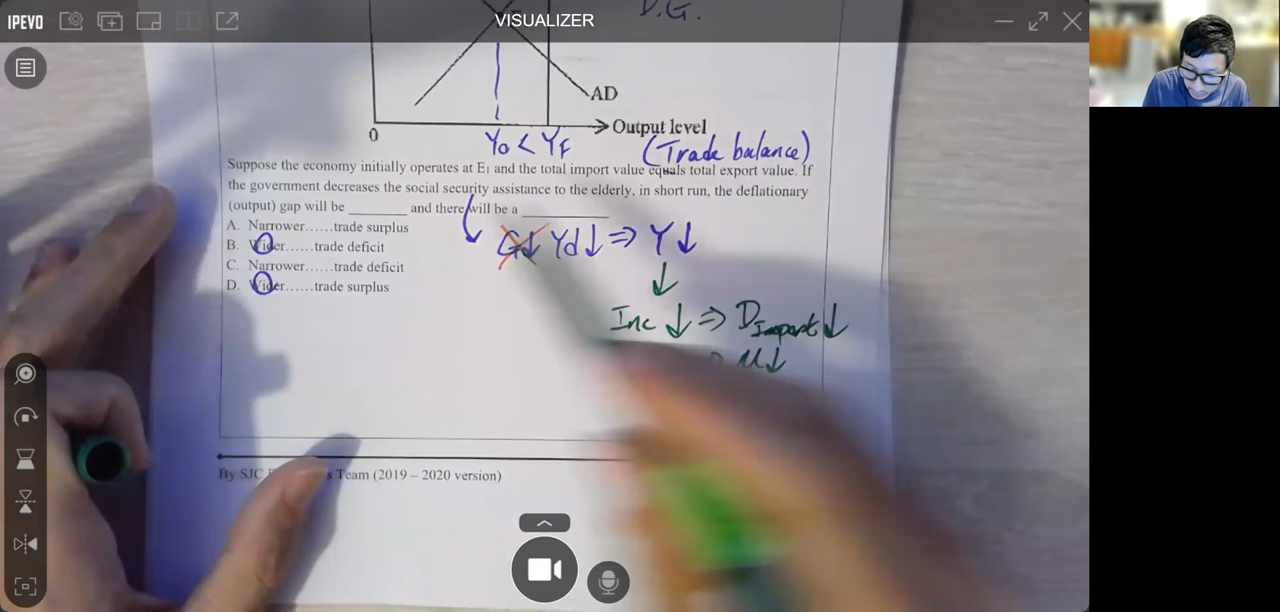 IPEVO
VISUALIZER
D.G.
AD
0
Output level
Yo < YF
(Trade balance)
Suppose the economy initially operates at E1 and the total import value equals total export value. If
the government decreases the social security assistance to the elderly, in short run, the deflationary
(output) gap will be ________ and there will be a ____________
A. Narrower……trade surplus
B. Wider……trade deficit
C. Narrower……trade deficit
D. Wider……trade surplus
G↓ Yd↓ ⇒ Y↓
↓
Inc ↓ ⇒ DImport ↓
M↓
By SJC Team (2019 – 2020 version)